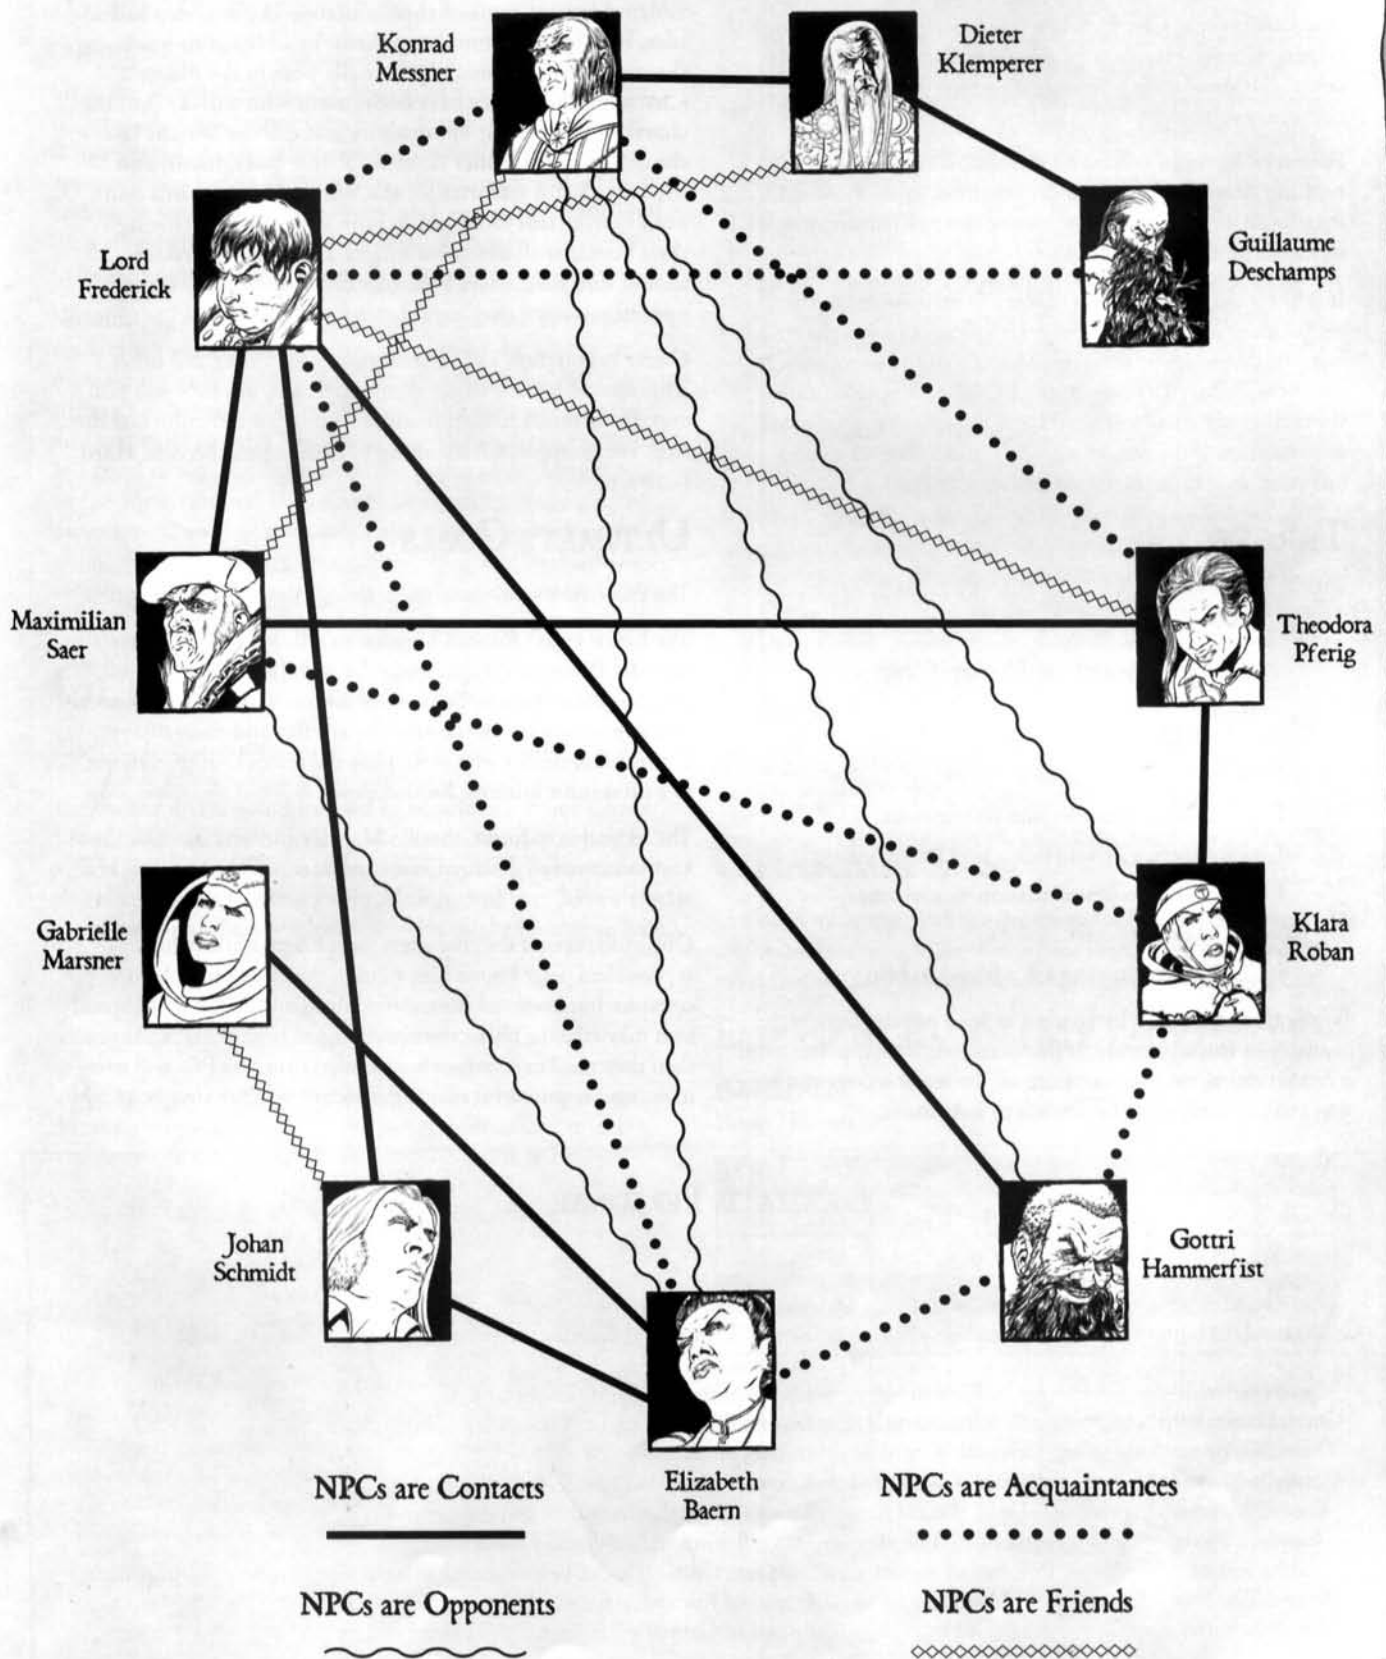 Konrad
Messner
Dieter
Klemperer
Lord
Frederick
Guillaume
Deschamps
Maximilian
Saer
Theodora
Pferig
Gabrielle
Marsner
Klara
Roban
Johan
Schmidt
Gottri
Hammerfist
Elizabeth
Baern
NPCs are Contacts
NPCs are Acquaintances
NPCs are Opponents
NPCs are Friends